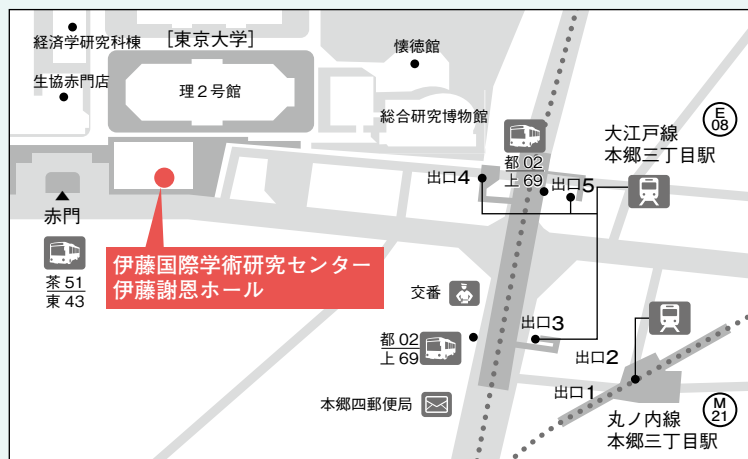 経済学研究科棟
[東京大学]
懐徳館
生協赤門店
理２号館
総合研究博物館
E
08
大江戸線
本郷三丁目駅
都 02
上 69
出口4
出口5
赤門
茶 51
東 43
伊藤国際学術研究センター
伊藤謝恩ホール
交番
出口3
都 02
上 69
出口2
出口1
本郷四郵便局
M
21
丸ノ内線
本郷三丁目駅